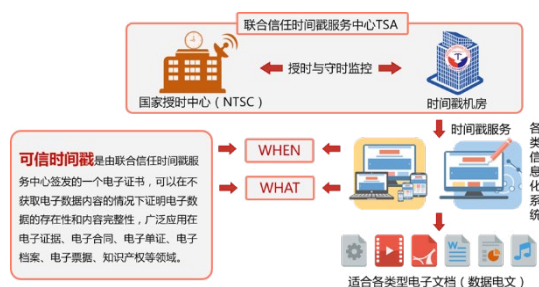 联合信任时间戳服务中心TSA
授时与守时监控
国家授时中心（NTSC）
时间戳机房
时间戳服务
各类信息化系统
WHEN
WHAT
可信时间戳是由联合信任时间戳服
务中心签发的一个电子证书，可以在不
获取电子数据内容的情况下证明电子数
据的存在性和内容完整性，广泛应用在
电子证据、电子合同、电子单证、电子
档案、电子票据、知识产权等领域。
适合各类型电子文档（数据电文）